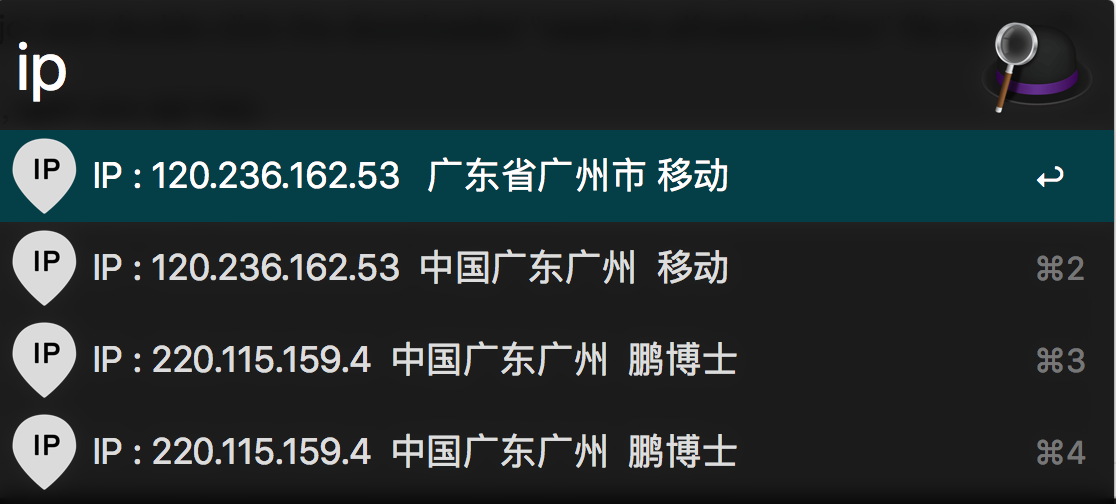 ip
IP IP : 120.236.162.53 广东省广州市 移动 ↩
IP IP : 120.236.162.53 中国广东广州 移动 ⌘2
IP IP : 220.115.159.4 中国广东广州 鹏博士 ⌘3
IP IP : 220.115.159.4 中国广东广州 鹏博士 ⌘4